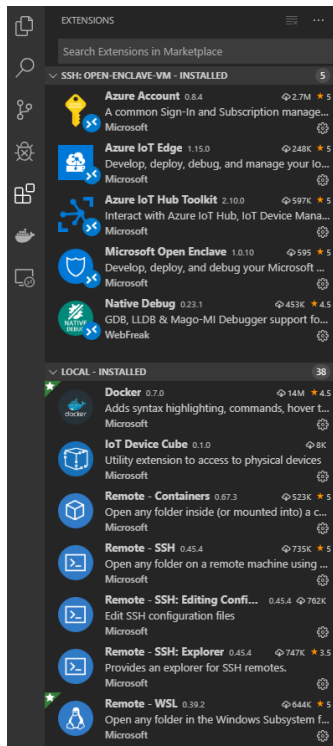 EXTENSIONS
Search Extensions in Marketplace
SSH: OPEN-ENCLAVE-VM - INSTALLED 5
Azure Account 0.8.4 2.7M ★ 5
A common Sign-In and Subscription manage...
Microsoft
Azure IoT Edge 1.15.0 248K ★ 5
Develop, deploy, debug, and manage your Io...
Microsoft
Azure IoT Hub Toolkit 2.10.0 597K ★ 5
Interact with Azure IoT Hub, IoT Device Mana...
Microsoft
Microsoft Open Enclave 1.0.10 595 ★ 5
Develop, deploy, and debug your Microsoft ...
Microsoft
NATIVE
DEBUG
Native Debug 0.23.1 453K ★ 4.5
GDB, LLDB & Mago-MI Debugger support fo...
WebFreak
LOCAL - INSTALLED 38
docker
Docker 0.7.0 14M ★ 4.5
Adds syntax highlighting, commands, hover t...
Microsoft
IoT Device Cube 0.1.0 8K
Utility extension to access to physical devices
Microsoft
Remote - Containers 0.67.3 523K ★ 5
Open any folder inside (or mounted into) a c...
Microsoft
Remote - SSH 0.45.4 735K ★ 5
Open any folder on a remote machine using ...
Microsoft
Remote - SSH: Editing Confi... 0.45.4 762K
Edit SSH configuration files
Microsoft
Remote - SSH: Explorer 0.45.4 747K ★ 3.5
Provides an explorer for SSH remotes.
Microsoft
Remote - WSL 0.39.2 644K ★ 5
Open any folder in the Windows Subsystem f...
Microsoft